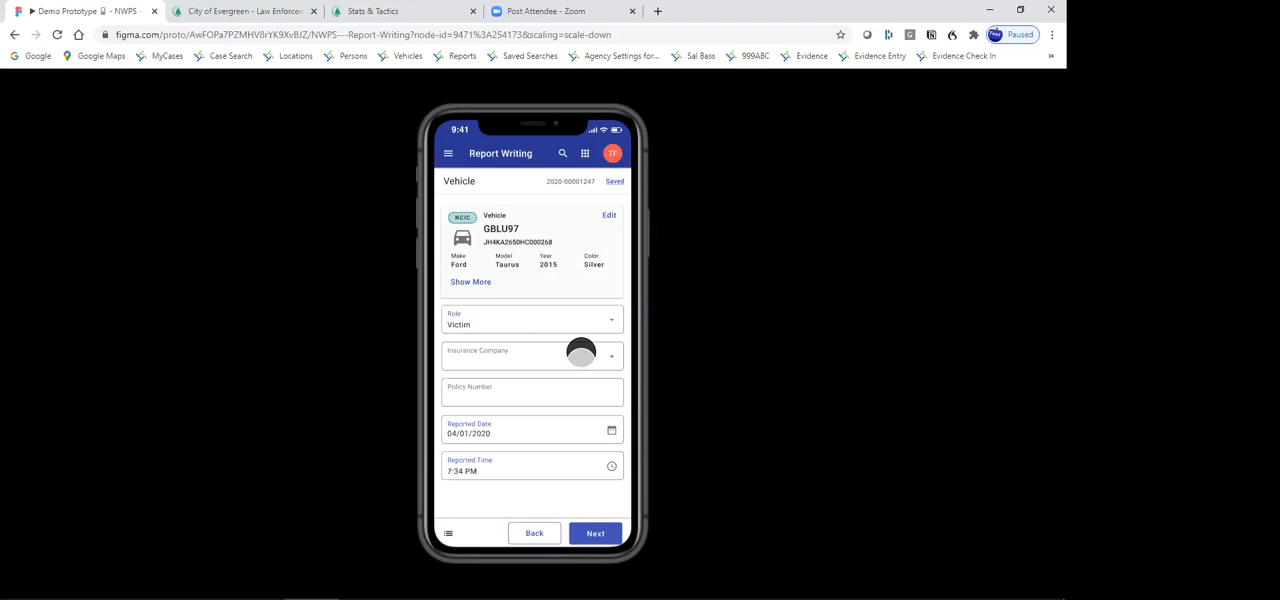 Demo Prototype - NWPS -
City of Evergreen - Law Enforcem
Stats & Tactics
Post Attendee - Zoom
figma.com/proto/AwFOPa7PZMHV8rYK9XvBJZ/NWPS---Report-Writing?node-id=9471%3A254173&scaling=scale-down
Paused
Google
Google Maps
MyCases
Case Search
Locations
Persons
Vehicles
Reports
Saved Searches
Agency Settings for...
Sal Bass
999ABC
Evidence
Evidence Entry
Evidence Check In
»
9:41
Report Writing
TF
Vehicle
2020-00001247
Saved
NCIC
Vehicle
Edit
GBLU97
JH4KA2650HC000268
Make Model Year Color
Ford Taurus 2015 Silver
Show More
Role
Victim
Insurance Company
Policy Number
Reported Date
04/01/2020
Reported Time
7:34 PM
Back
Next